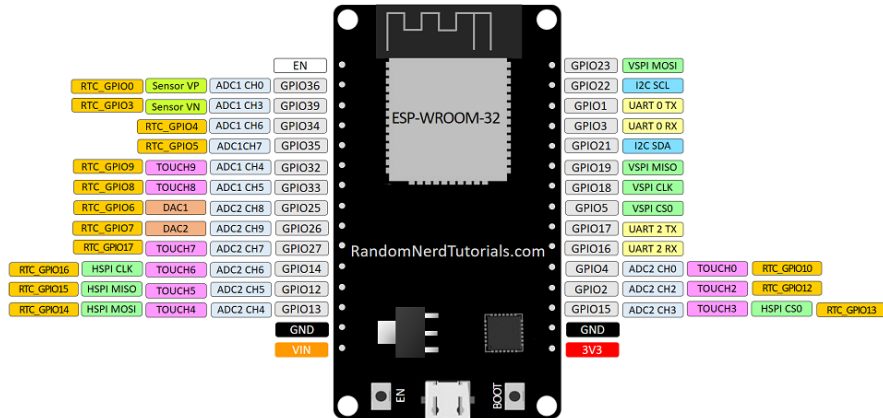 EN
RTC_GPIO0 Sensor VP ADC1 CH0 GPIO36
RTC_GPIO3 Sensor VN ADC1 CH3 GPIO39
RTC_GPIO4 ADC1 CH6 GPIO34
RTC_GPIO5 ADC1CH7 GPIO35
RTC_GPIO9 TOUCH9 ADC1 CH4 GPIO32
RTC_GPIO8 TOUCH8 ADC1 CH5 GPIO33
RTC_GPIO6 DAC1 ADC2 CH8 GPIO25
RTC_GPIO7 DAC2 ADC2 CH9 GPIO26
RTC_GPIO17 TOUCH7 ADC2 CH7 GPIO27
RTC_GPIO16 HSPI CLK TOUCH6 ADC2 CH6 GPIO14
RTC_GPIO15 HSPI MISO TOUCH5 ADC2 CH5 GPIO12
RTC_GPIO14 HSPI MOSI TOUCH4 ADC2 CH4 GPIO13
GND
VIN
ESP-WROOM-32
RandomNerdTutorials.com
EN
BOOT
GPIO23 VSPI MOSI
GPIO22 I2C SCL
GPIO1 UART 0 TX
GPIO3 UART 0 RX
GPIO21 I2C SDA
GPIO19 VSPI MISO
GPIO18 VSPI CLK
GPIO5 VSPI CS0
GPIO17 UART 2 TX
GPIO16 UART 2 RX
GPIO4 ADC2 CH0 TOUCH0 RTC_GPIO10
GPIO2 ADC2 CH2 TOUCH2 RTC_GPIO12
GPIO15 ADC2 CH3 TOUCH3 HSPI CS0 RTC_GPIO13
GND
3V3